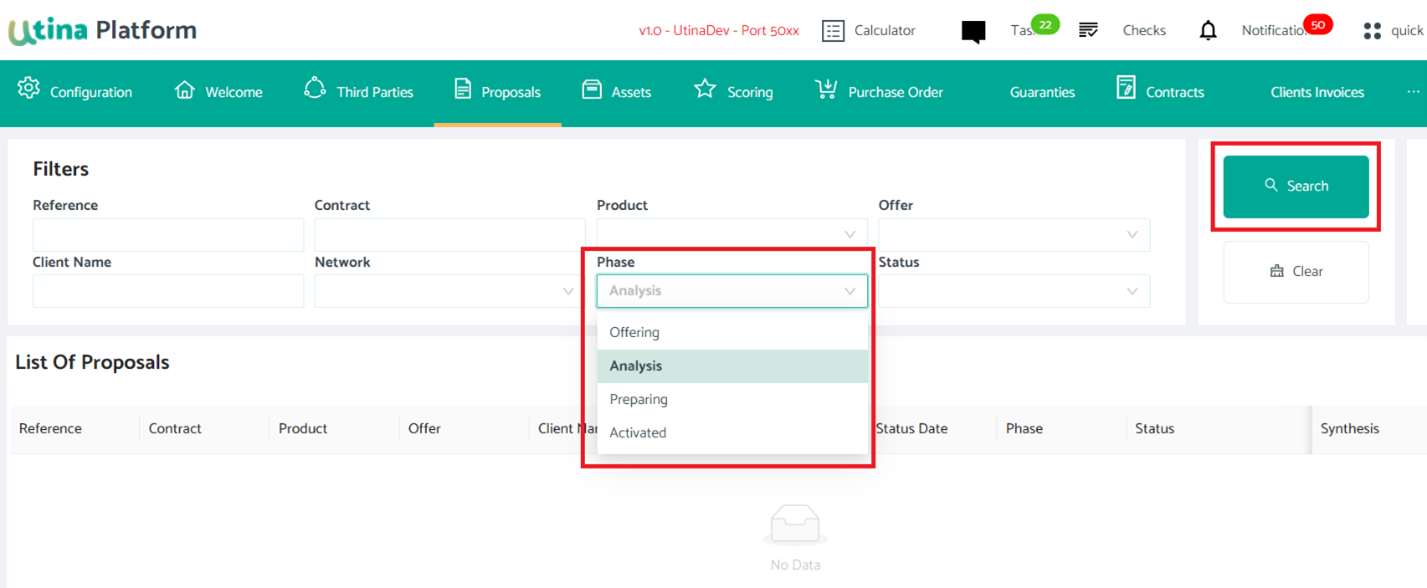 Utina Platform
v1.0 - UtinaDev - Port 50xx
Calculator
Tas 22
Checks
Notificatio 50
quick
Configuration
Welcome
Third Parties
Proposals
Assets
Scoring
Purchase Order
Guaranties
Contracts
Clients Invoices
...
Filters
Reference
Contract
Product
Offer
Search
Client Name
Network
Phase
Status
Analysis
Clear
Offering
Analysis
Preparing
Activated
List Of Proposals
Reference
Contract
Product
Offer
Client Nam
Status Date
Phase
Status
Synthesis
No Data